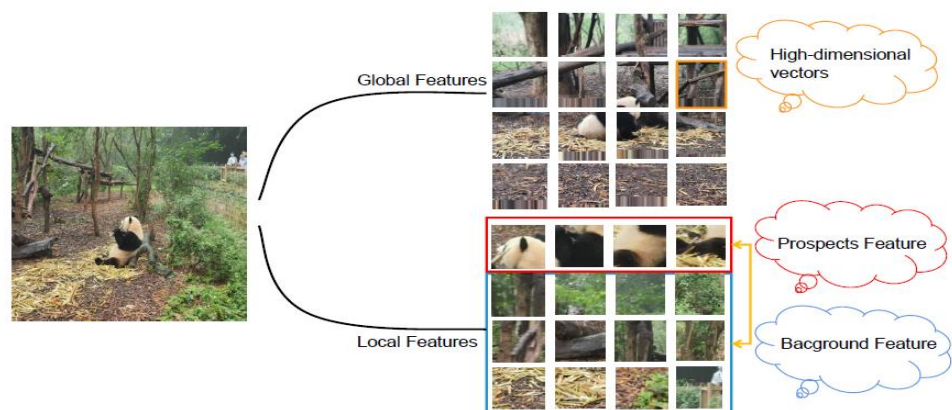 Global Features
High-dimensional
vectors
Prospects Feature
Local Features
Bacground Feature